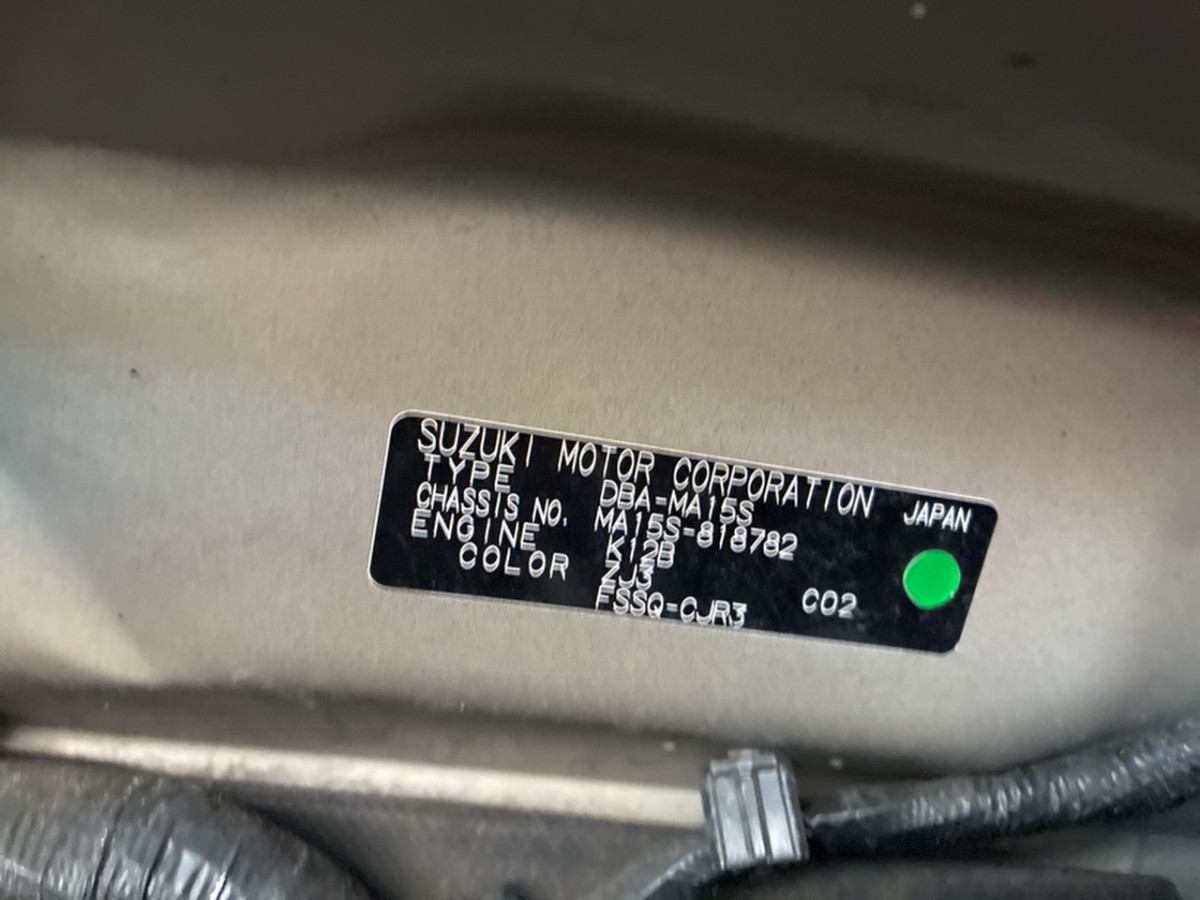 SUZUKI MOTOR CORPORATION JAPAN
TYPE DBA-MA15S
CHASSIS NO. MA15S-818782
ENGINE K12B
COLOR ZJ3
FSSQ-CJR3 C02